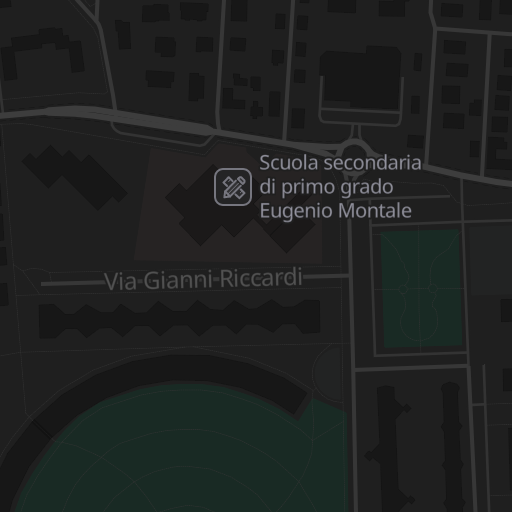 Scuola secondaria
di primo grado
Eugenio Montale
Via Gianni Riccardi